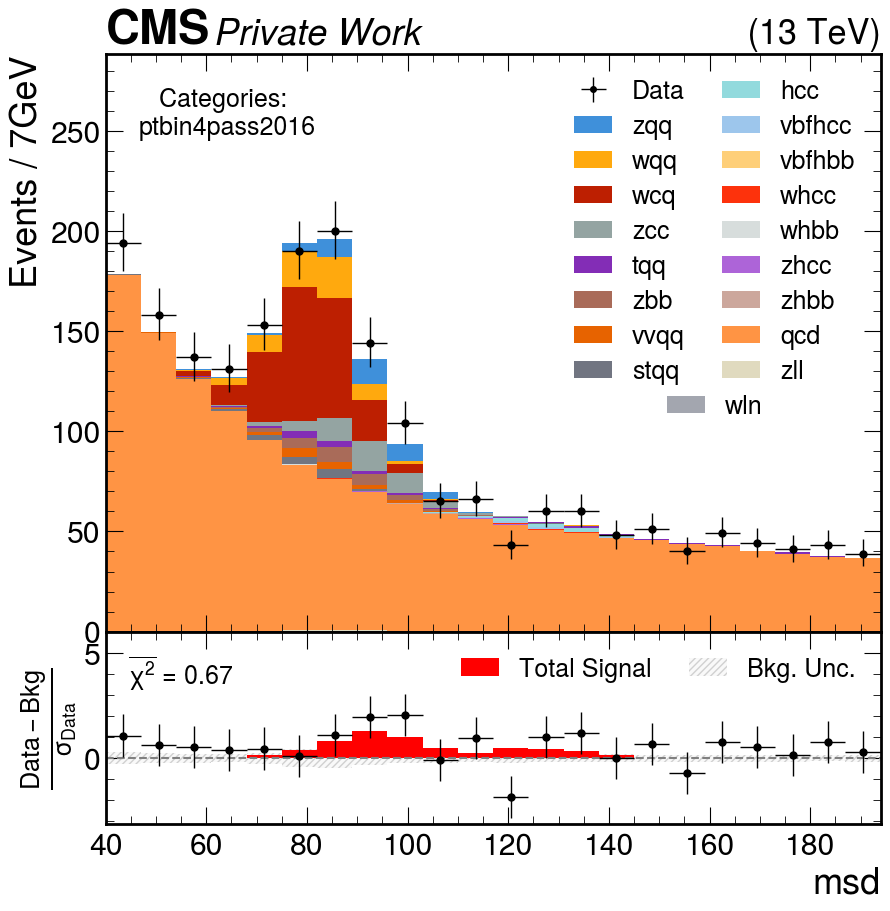 CMS Private Work (13 TeV)
Events / 7GeV
Categories:
ptbin4pass2016
Data
zqq
wqq
wcq
zcc
tqq
zbb
vvqq
stqq
hcc
vbfhcc
vbfhbb
whcc
whbb
zhcc
zhbb
qcd
zll
wln
250
200
150
100
50
0
χ² = 0.67
Total Signal
Bkg. Unc.
Data – Bkg
σData
5
0
40 60 80 100 120 140 160 180
msd